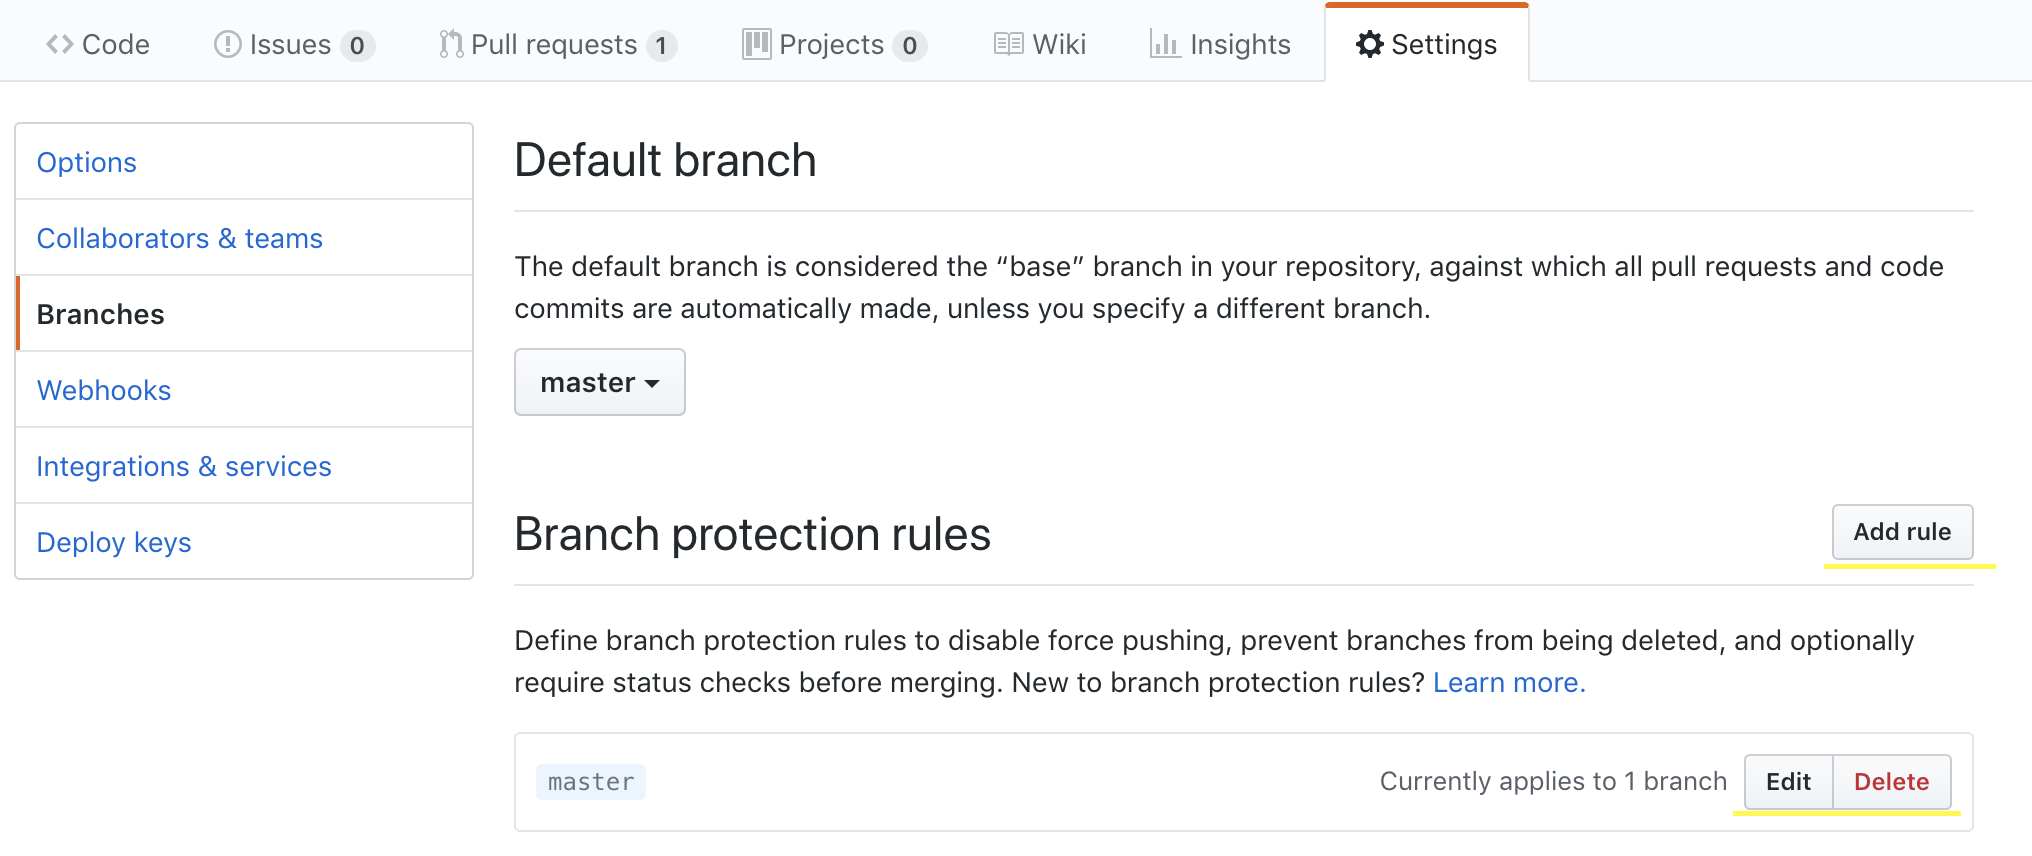 Code Issues 0 Pull requests 1 Projects 0 Wiki Insights Settings
Options
Collaborators & teams
Branches
Webhooks
Integrations & services
Deploy keys
Default branch
The default branch is considered the “base” branch in your repository, against which all pull requests and code
commits are automatically made, unless you specify a different branch.
master
Branch protection rules
Add rule
Define branch protection rules to disable force pushing, prevent branches from being deleted, and optionally
require status checks before merging. New to branch protection rules? Learn more.
master Currently applies to 1 branch Edit Delete